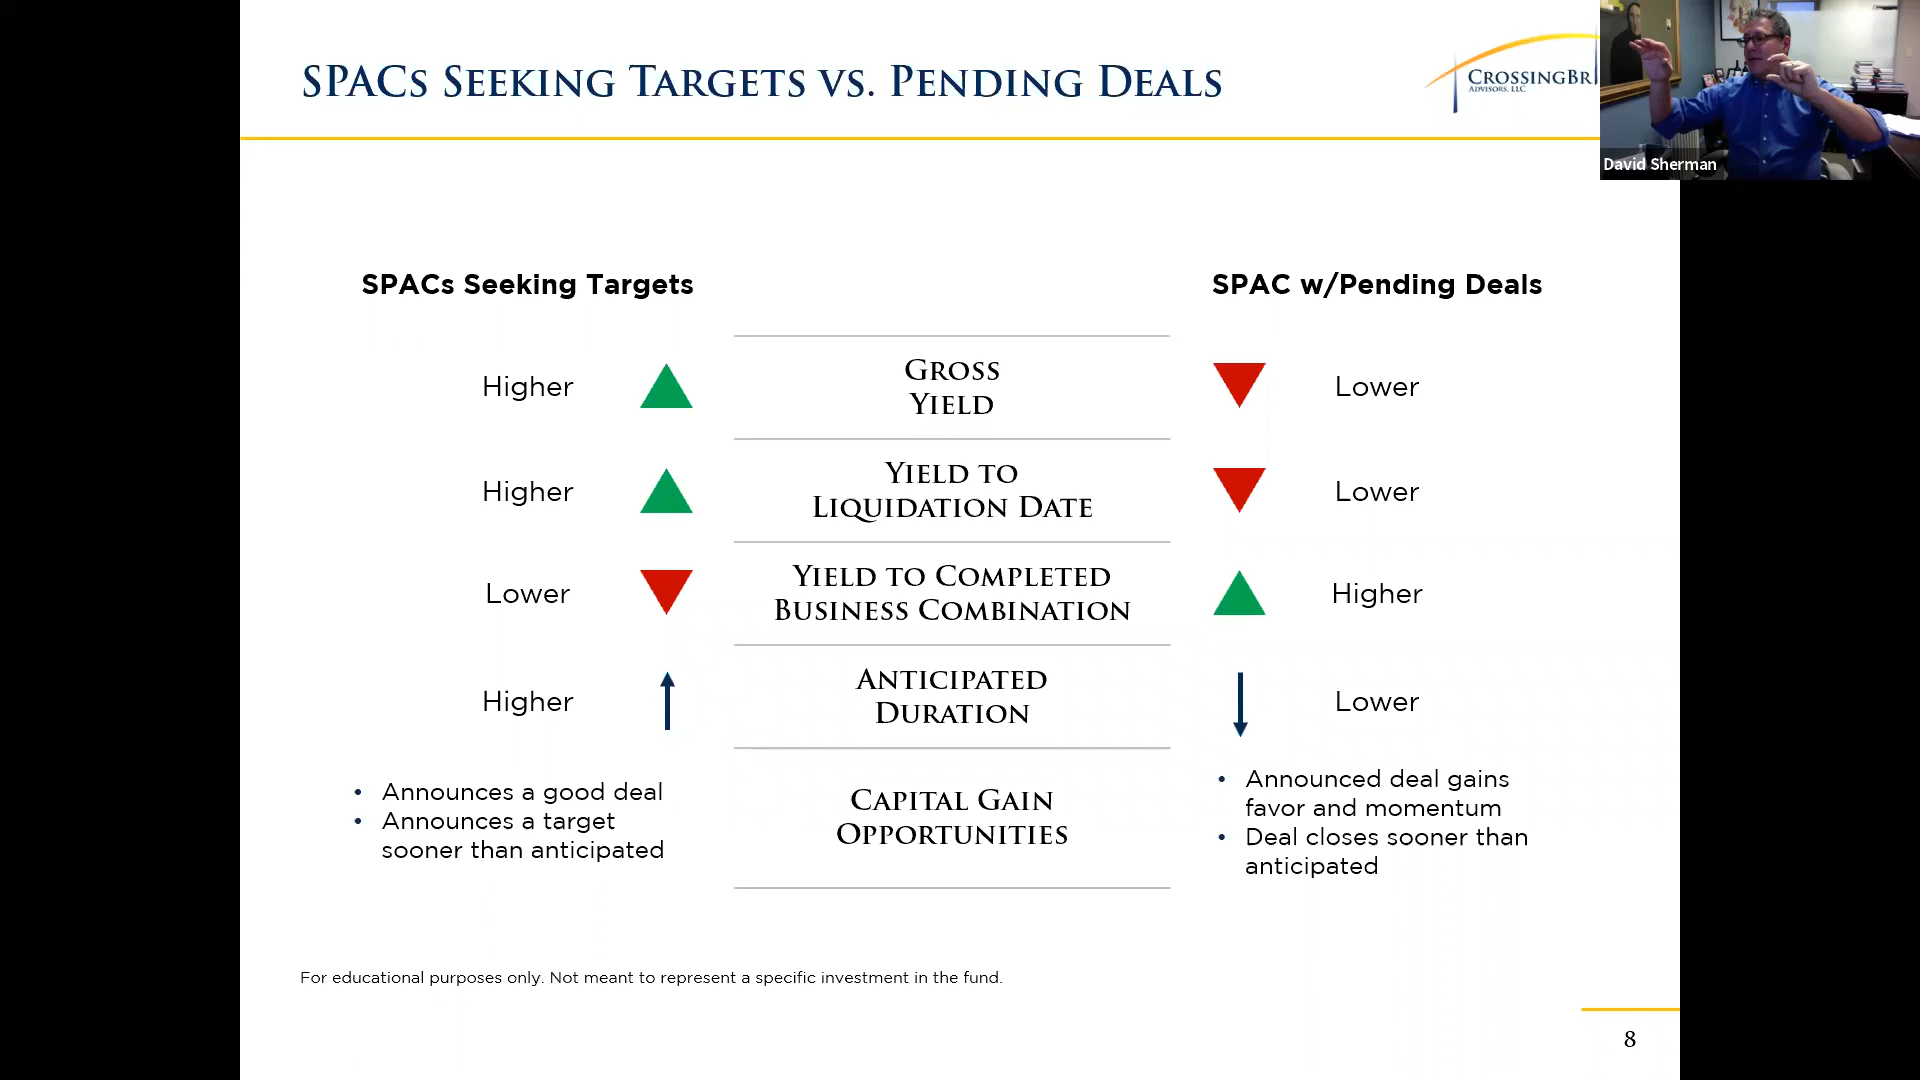 SPACs Seeking Targets vs. Pending Deals
CrossingBr
Advisors, LLC
David Sherman
SPACs Seeking Targets
SPAC w/Pending Deals
Higher
Gross
Yield
Lower
Higher
Yield to
Liquidation Date
Lower
Lower
Yield to Completed
Business Combination
Higher
Higher
Anticipated
Duration
Lower
• Announces a good deal
• Announces a target
sooner than anticipated
Capital Gain
Opportunities
• Announced deal gains
favor and momentum
• Deal closes sooner than
anticipated
For educational purposes only. Not meant to represent a specific investment in the fund.
8